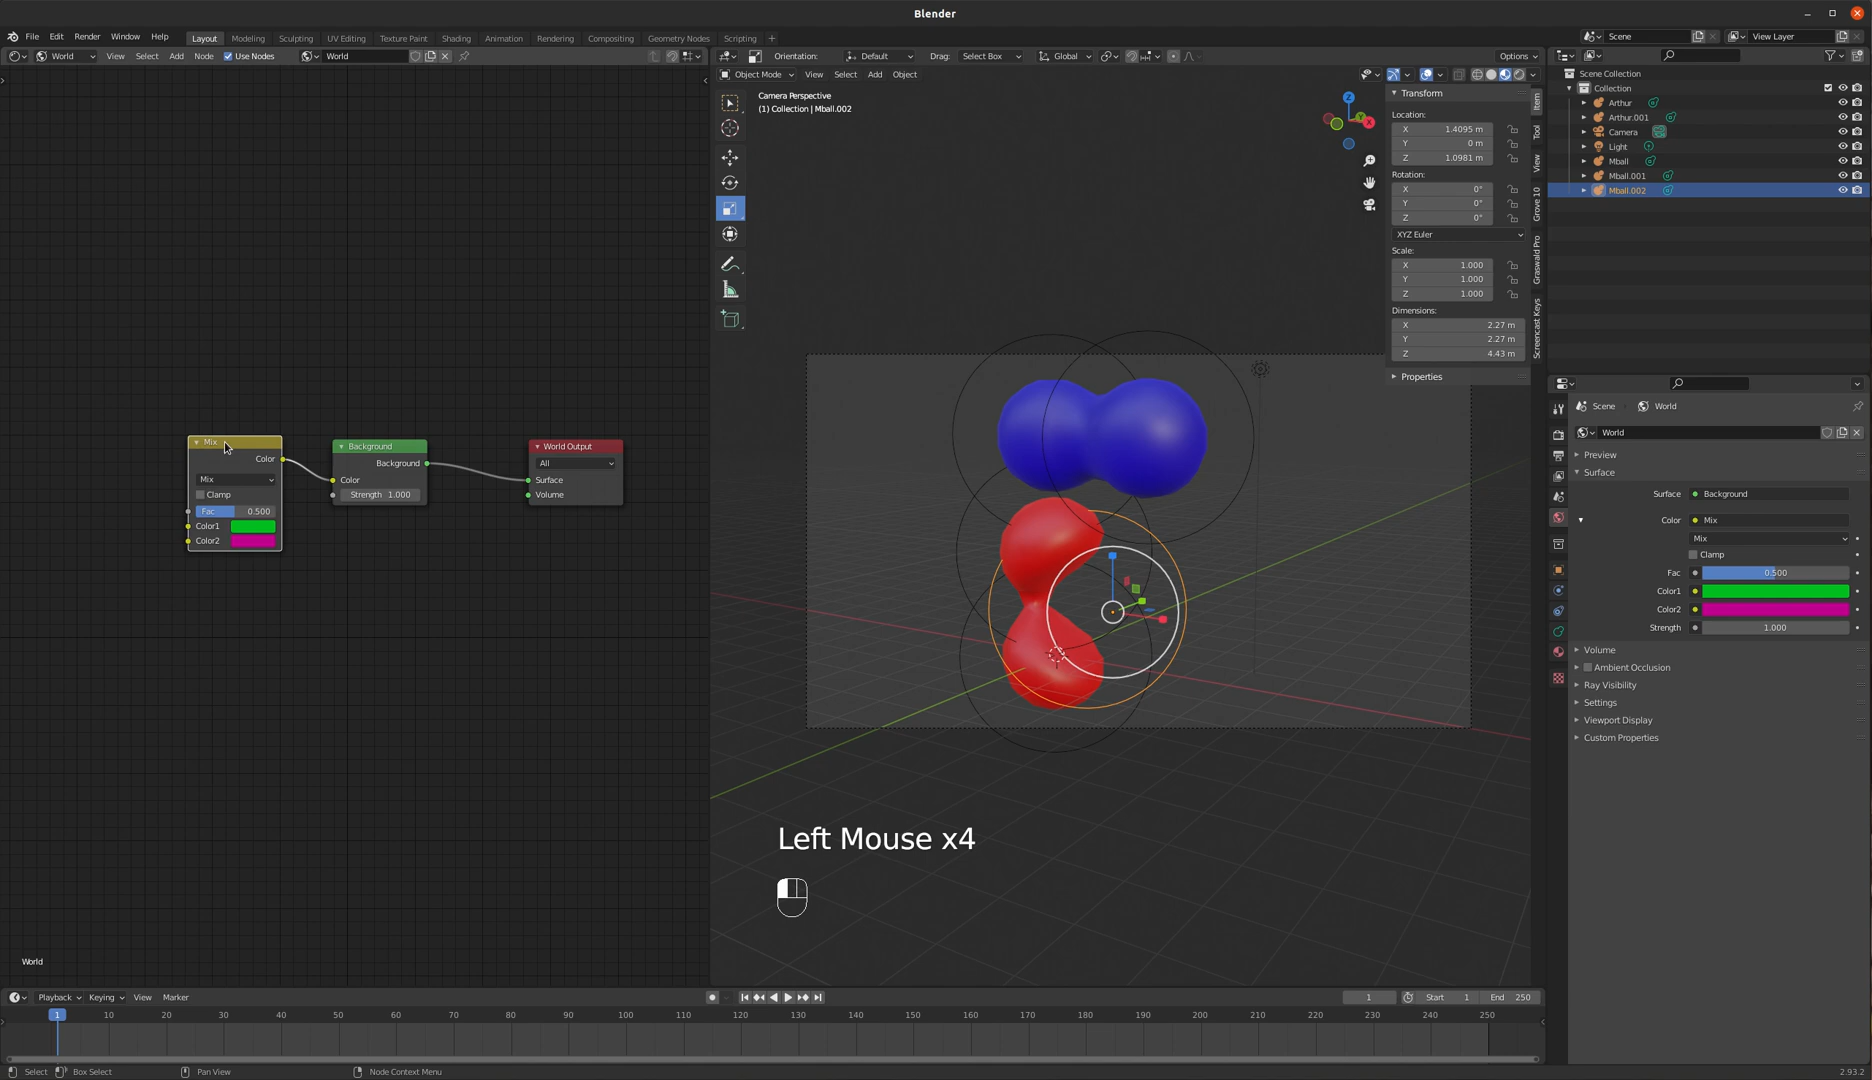 Blender
File Edit Render Window Help
Layout Modeling Sculpting UV Editing Texture Paint Shading Animation Rendering Compositing Geometry Nodes Scripting +
Scene
View Layer
World View Select Add Node Use Nodes World
Orientation: Default Drag: Select Box Global Options
Object Mode View Select Add Object
Camera Perspective
(1) Collection | Mball.002
Z
Y
X
Transform
Location:
X 1.4095 m
Y 0 m
Z 1.0981 m
Rotation:
X 0°
Y 0°
Z 0°
XYZ Euler
Scale:
X 1.000
Y 1.000
Z 1.000
Dimensions:
X 2.27 m
Y 2.27 m
Z 4.43 m
Properties
Item
Tool
View
Grove 10
Graswald Pro
Screencast Keys
Scene Collection
Collection
Arthur
Arthur.001
Camera
Light
Mball
Mball.001
Mball.002
Mix
Color
Mix
Clamp
Fac 0.500
Color1
Color2
Background
Background
Color
Strength 1.000
World Output
All
Surface
Volume
Left Mouse x4
World
Scene World
World
Preview
Surface
Surface Background
Color Mix
Mix
Clamp
Fac 0.500
Color1
Color2
Strength 1.000
Volume
Ambient Occlusion
Ray Visibility
Settings
Viewport Display
Custom Properties
Playback Keying View Marker
1 Start 1 End 250
1 10 20 30 40 50 60 70 80 90 100 110 120 130 140 150 160 170 180 190 200 210 220 230 240 250
Select Box Select Pan View Node Context Menu 2.93.2